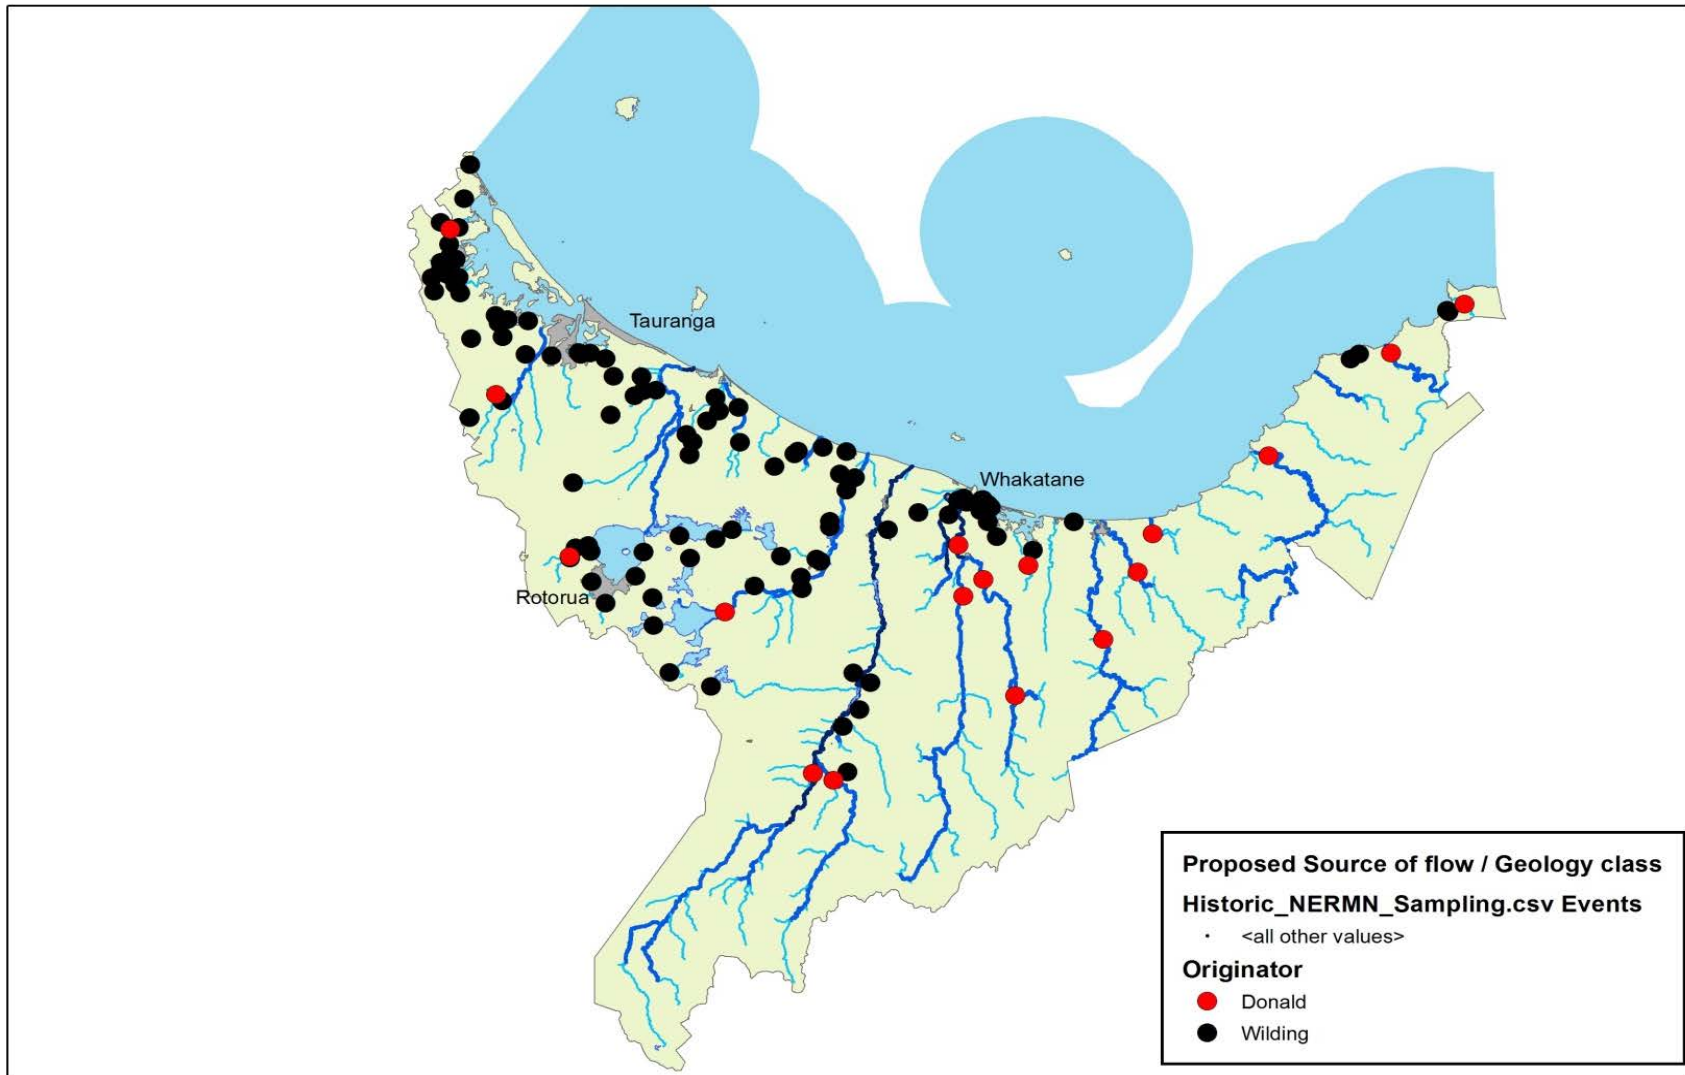 Tauranga
Whakatane
Rotorua
Proposed Source of flow / Geology class
Historic_NERMN_Sampling.csv Events
<all other values>
Originator
Donald
Wilding